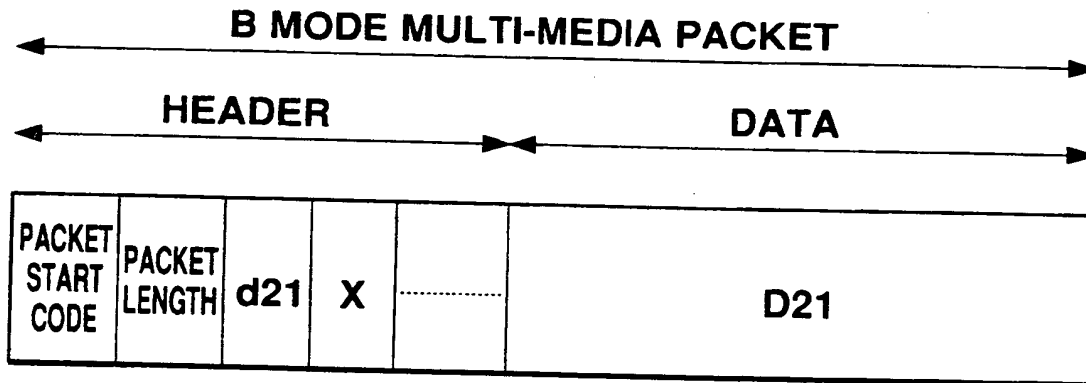 B MODE MULTI-MEDIA PACKET
HEADER
DATA
PACKET
START
CODE
PACKET
LENGTH
d21
X
D21